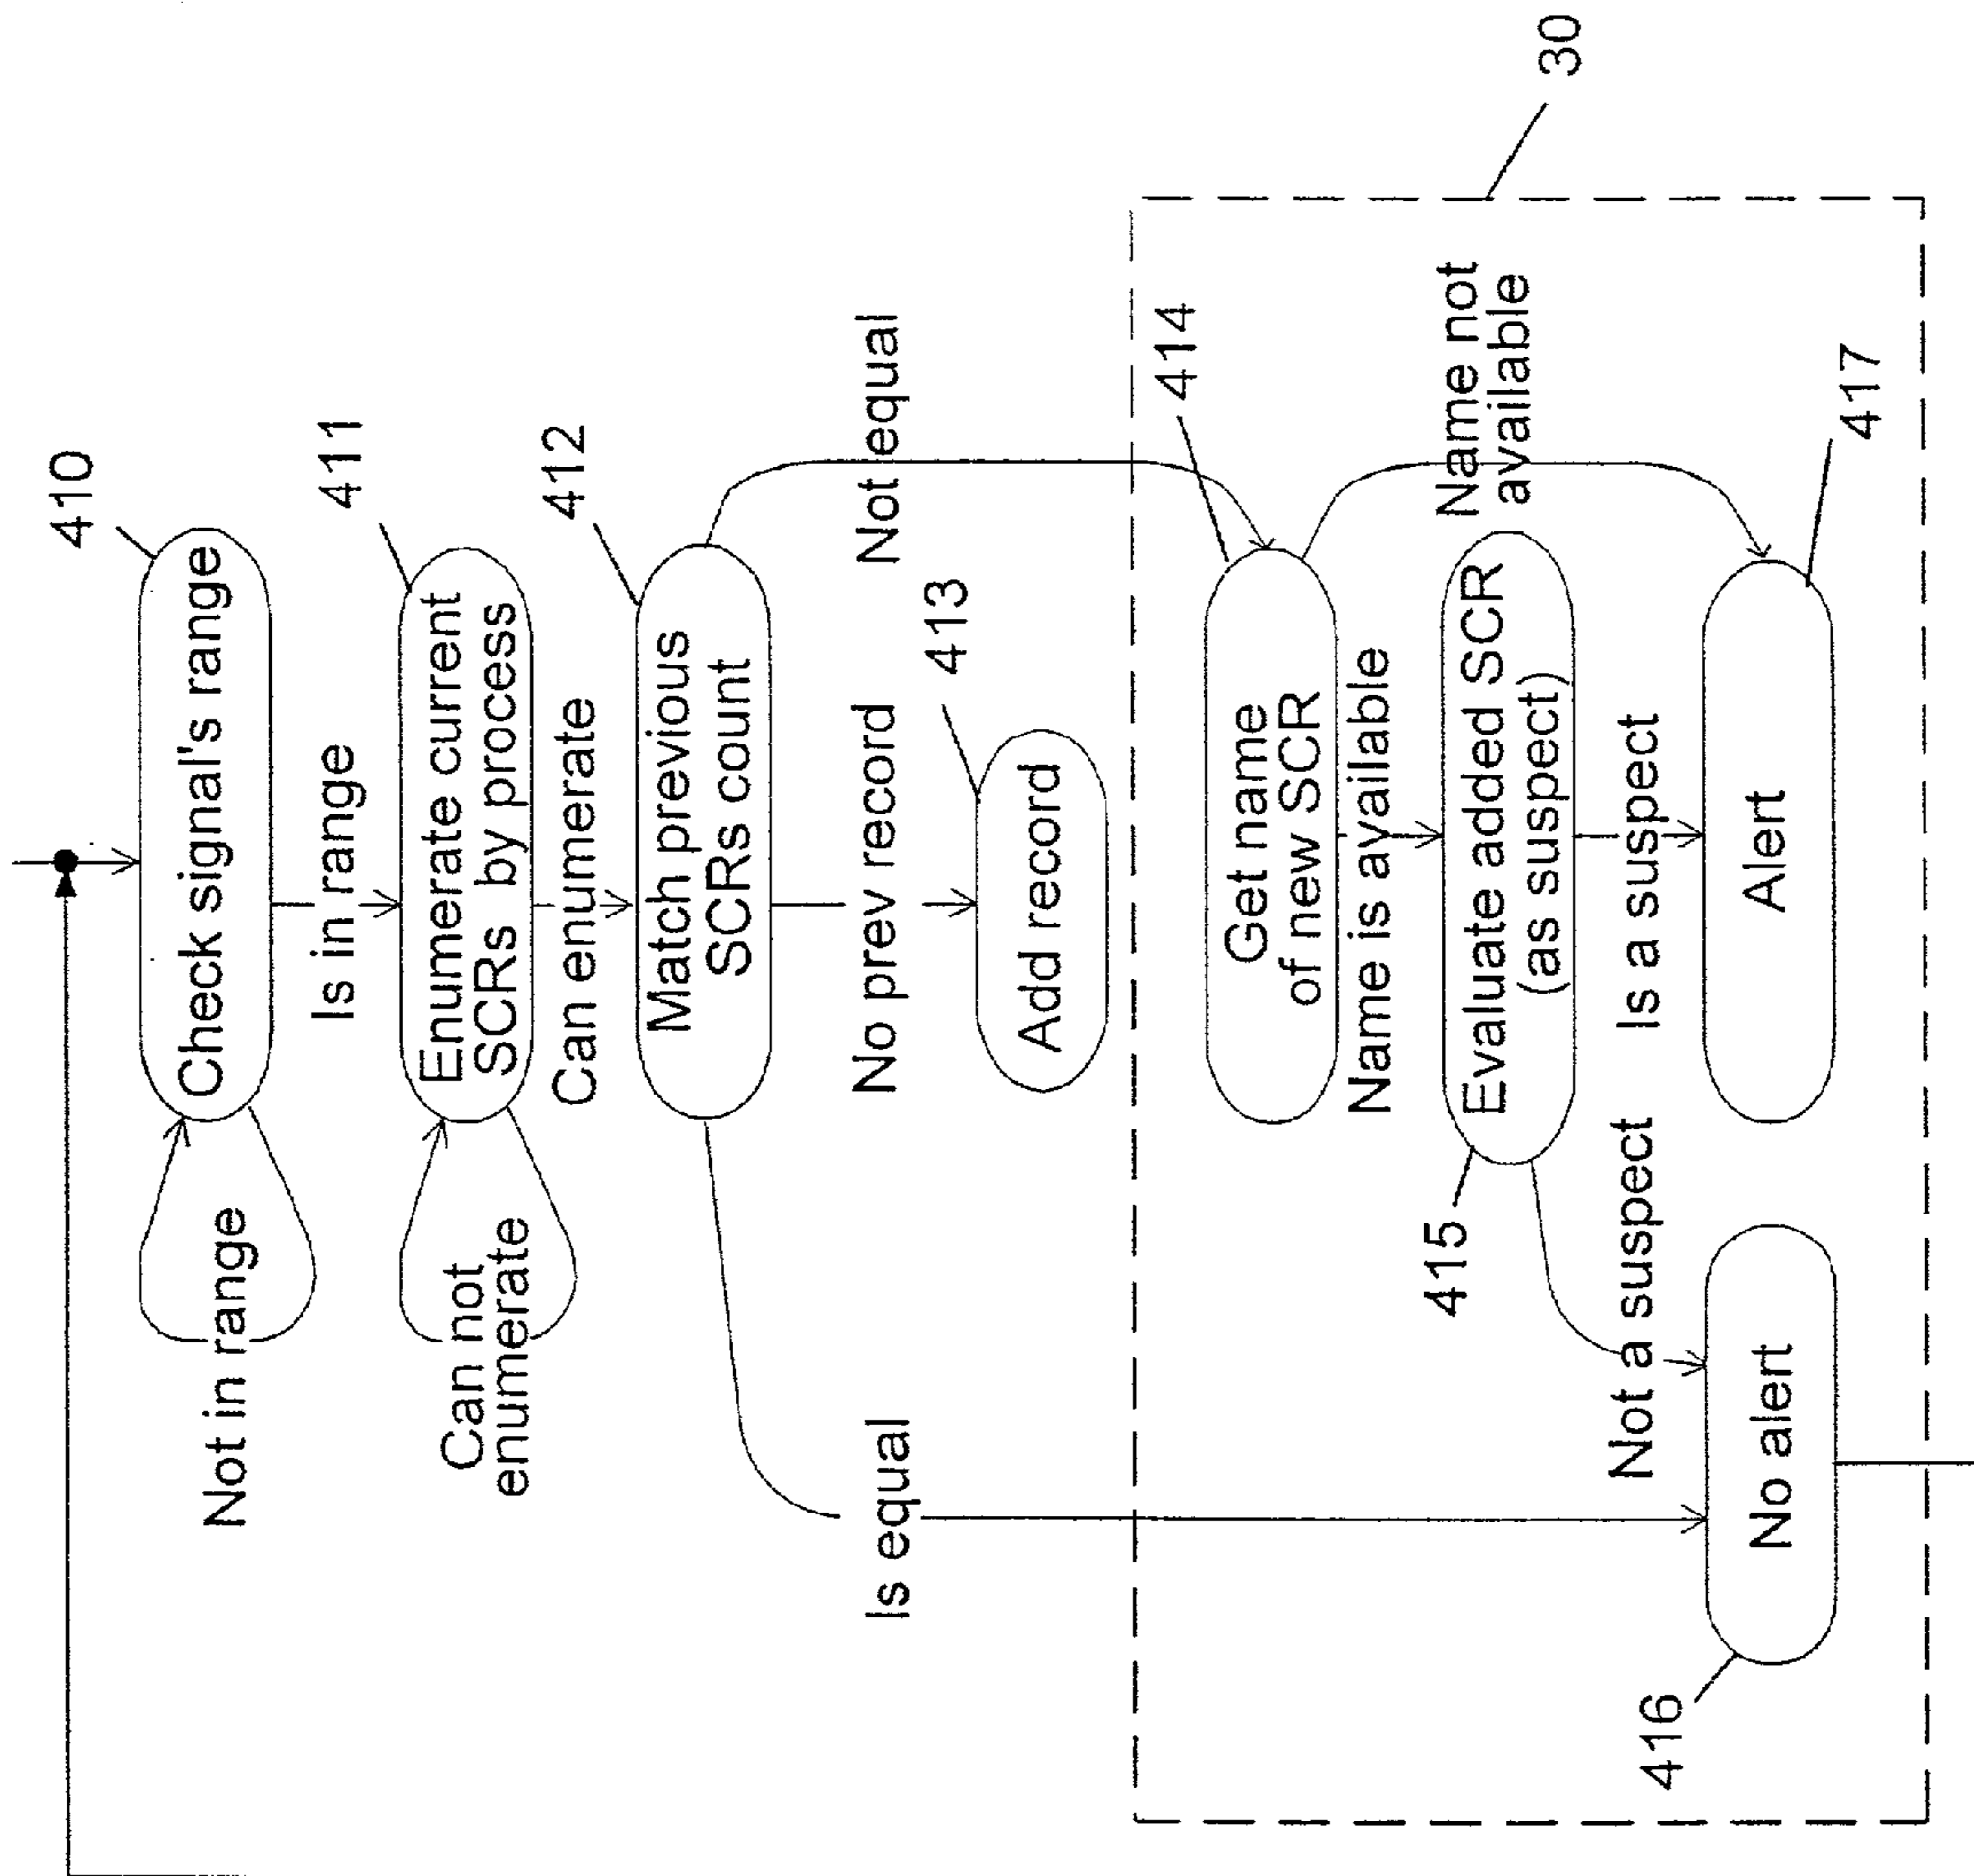 410
Check signal's range
Not in range
Is in range
411
Enumerate current
SCRs by process
Can not
enumerate
Can enumerate
412
Match previous
SCRs count
Is equal
No prev record
Not equal
413
Add record
30
414
Get name
of new SCR
Name is available
Name not
available
415
Evaluate added SCR
(as suspect)
Not a suspect
Is a suspect
416
No alert
Alert
417